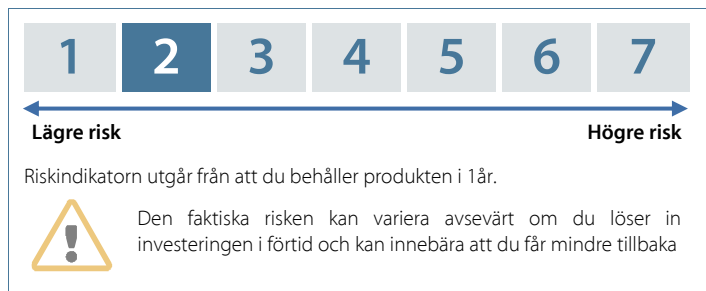 1 2 3 4 5 6 7
Lägre risk Högre risk
Riskindikatorn utgår från att du behåller produkten i 1år.
Den faktiska risken kan variera avsevärt om du löser in
investeringen i förtid och kan innebära att du får mindre tillbaka